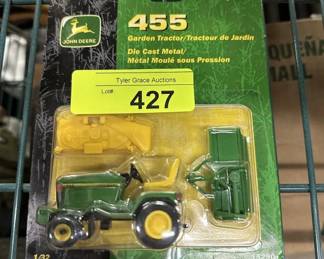 JOHN DEERE
455
Garden Tractor/Tracteur de Jardin
Die Cast Metal/
Métal Moulé sous Pression
Tyler Grace Auctions
Lot#
427
1/32